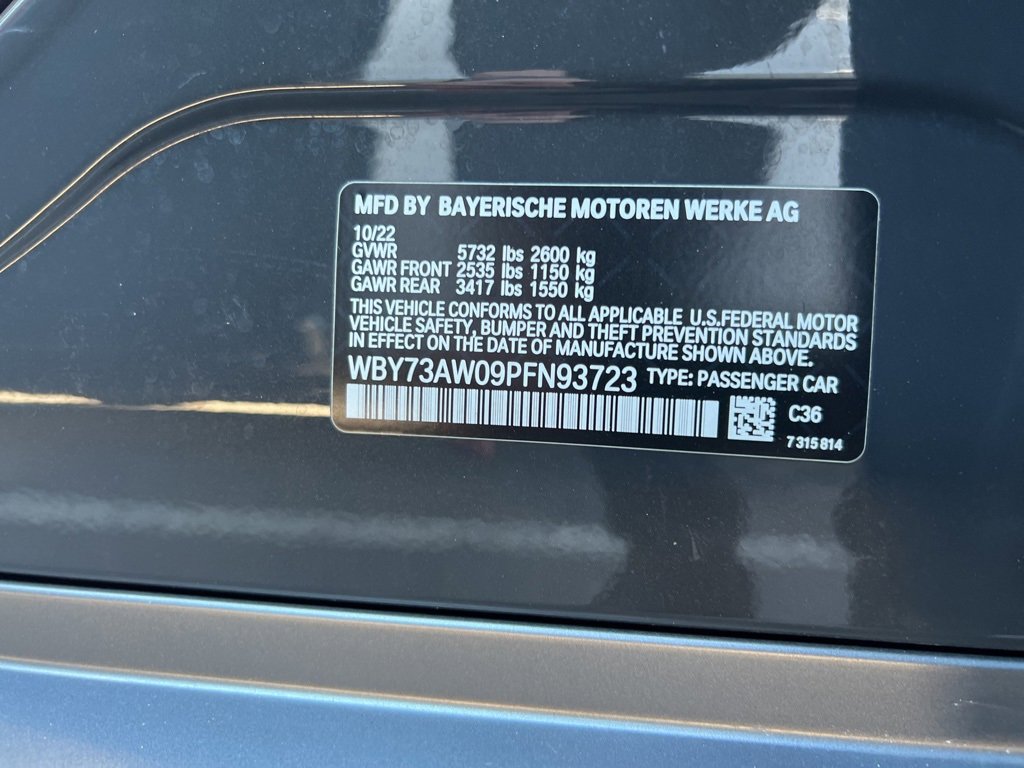 MFD BY BAYERISCHE MOTOREN WERKE AG
10/22
GVWR 5732 lbs 2600 kg
GAWR FRONT 2535 lbs 1150 kg
GAWR REAR 3417 lbs 1550 kg
THIS VEHICLE CONFORMS TO ALL APPLICABLE U.S.FEDERAL MOTOR
VEHICLE SAFETY, BUMPER AND THEFT PREVENTION STANDARDS
IN EFFECT ON THE DATE OF MANUFACTURE SHOWN ABOVE.
WBY73AW09PFN93723 TYPE: PASSENGER CAR
C36
7 315 814